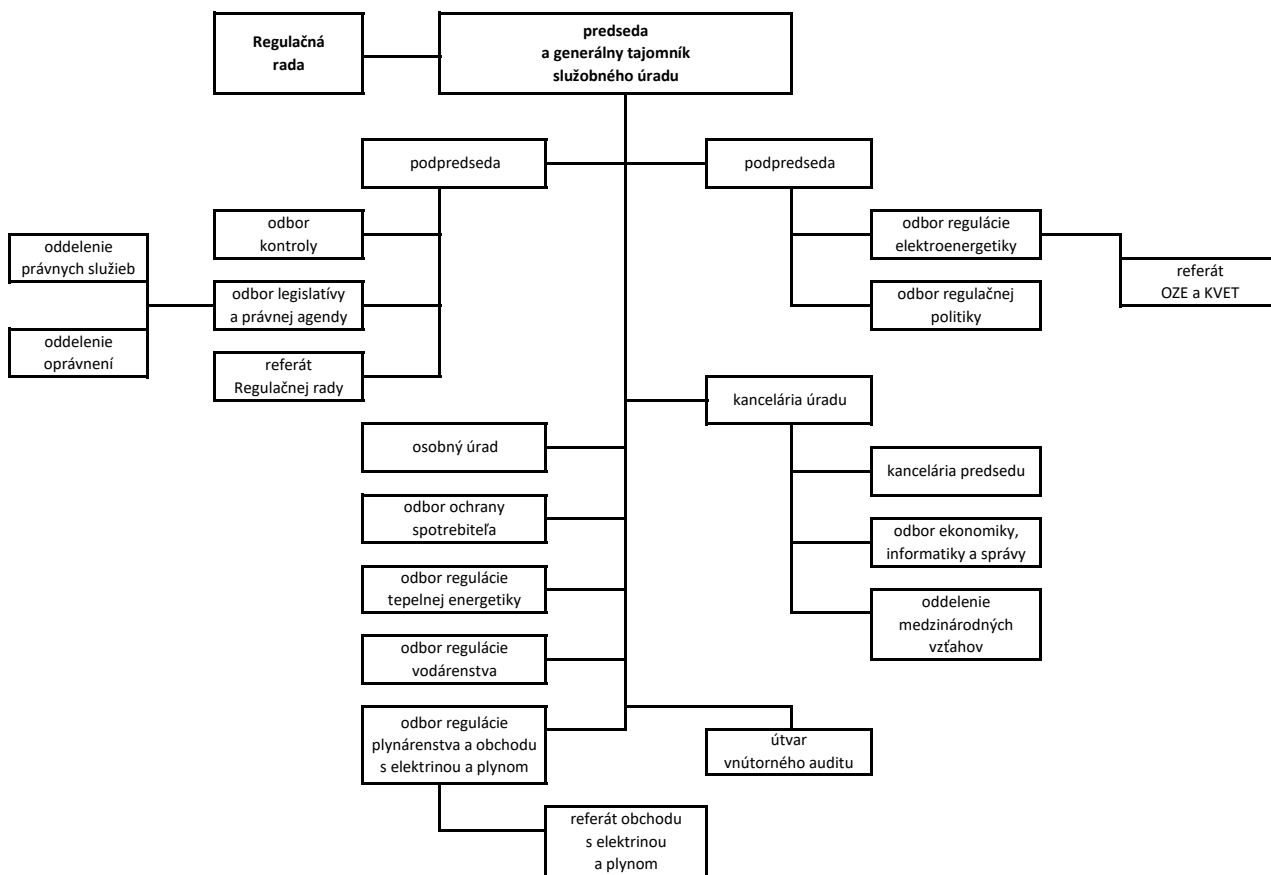 Regulačná
rada
predseda
a generálny tajomník
služobného úradu
podpredseda
podpredseda
odbor
kontroly
odbor regulácie
elektroenergetiky
oddelenie
právnych služieb
referát
OZE a KVET
odbor legislatívy
a právnej agendy
odbor regulačnej
politiky
oddelenie
oprávnení
referát
Regulačnej rady
kancelária úradu
osobný úrad
kancelária predsedu
odbor ochrany
spotrebiteľa
odbor ekonomiky,
informatiky a správy
odbor regulácie
tepelnej energetiky
oddelenie
medzinárodných
vzťahov
odbor regulácie
vodárenstva
odbor regulácie
plynárenstva a obchodu
s elektrinou a plynom
útvar
vnútorného auditu
referát obchodu
s elektrinou
a plynom